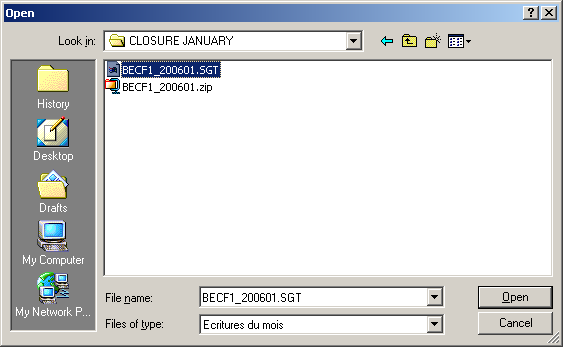 Open
Look in: CLOSURE JANUARY
BECF1_200601.SGT
BECF1_200601.zip
History
Desktop
Drafts
My Computer
My Network P...
File name: BECF1_200601.SGT Open
Files of type: Ecritures du mois Cancel